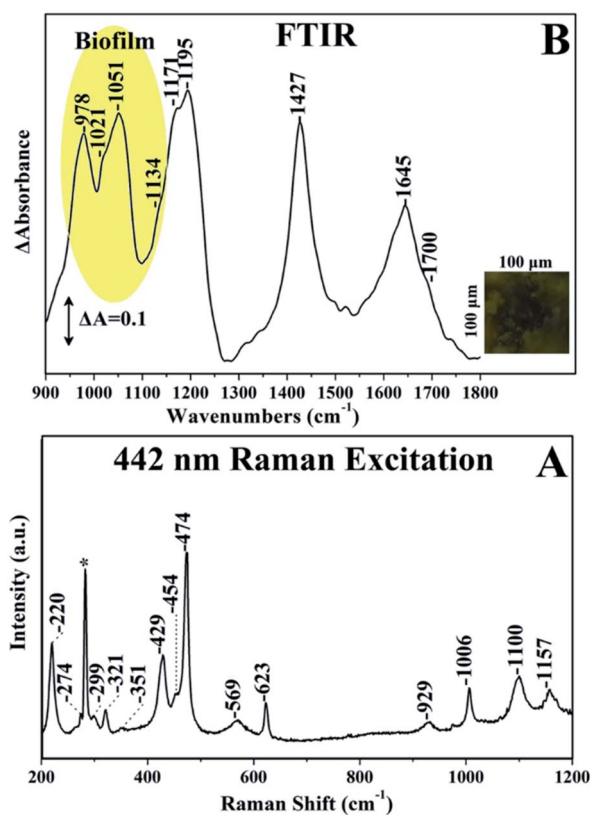 Biofilm
FTIR
B
-978
-1021
-1051
-1134
-1171
-1195
1427
1645
-1700
ΔAbsorbance
ΔA=0.1
100 μm
100 μm
900 1000 1100 1200 1300 1400 1500 1600 1700 1800
Wavenumbers (cm-1)
442 nm Raman Excitation
A
-220
-274
*
-299
-321
-351
-429
-454
-474
-569
-623
-929
-1006
-1100
-1157
Intensity (a.u.)
200 400 600 800 1000 1200
Raman Shift (cm-1)